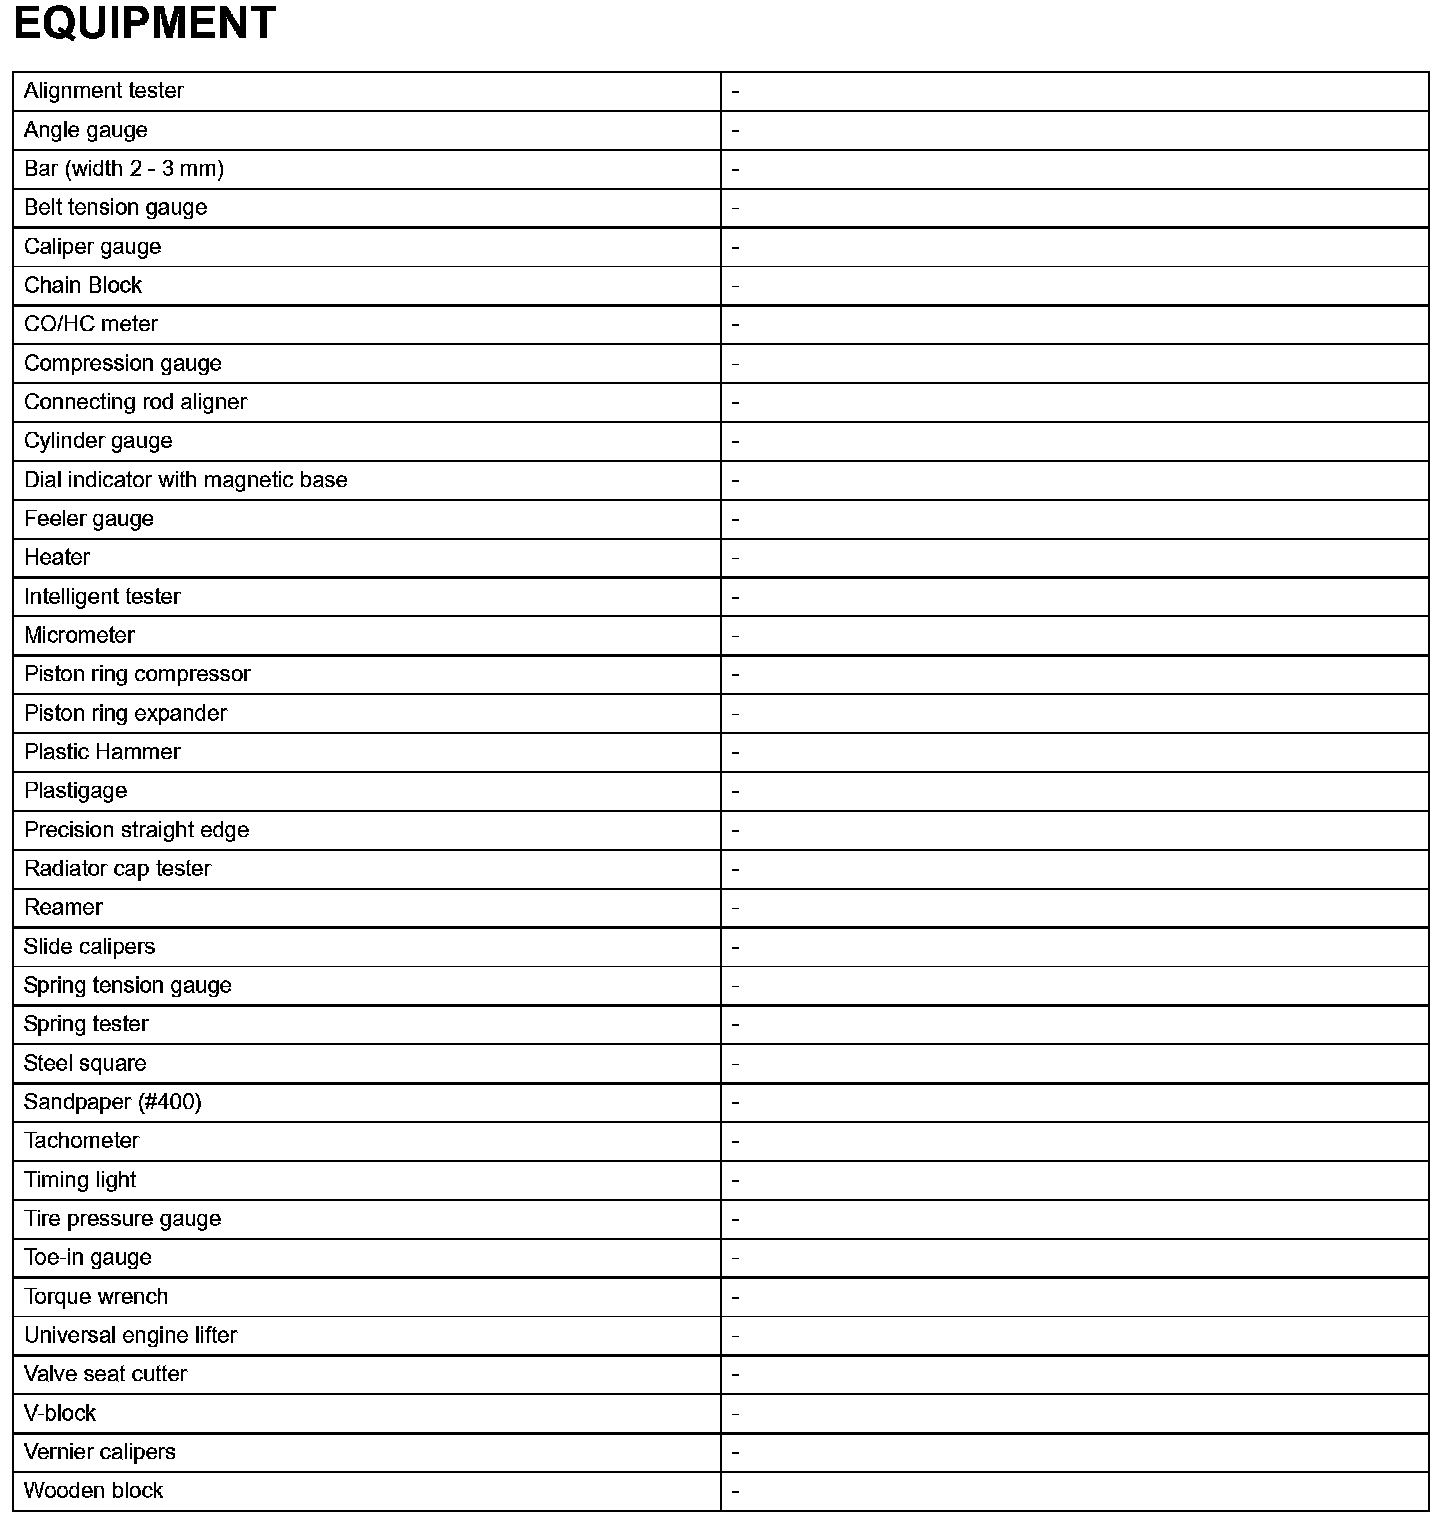 EQUIPMENT
Alignment tester -
Angle gauge -
Bar (width 2 - 3 mm) -
Belt tension gauge -
Caliper gauge -
Chain Block -
CO/HC meter -
Compression gauge -
Connecting rod aligner -
Cylinder gauge -
Dial indicator with magnetic base -
Feeler gauge -
Heater -
Intelligent tester -
Micrometer -
Piston ring compressor -
Piston ring expander -
Plastic Hammer -
Plastigage -
Precision straight edge -
Radiator cap tester -
Reamer -
Slide calipers -
Spring tension gauge -
Spring tester -
Steel square -
Sandpaper (#400) -
Tachometer -
Timing light -
Tire pressure gauge -
Toe-in gauge -
Torque wrench -
Universal engine lifter -
Valve seat cutter -
V-block -
Vernier calipers -
Wooden block -